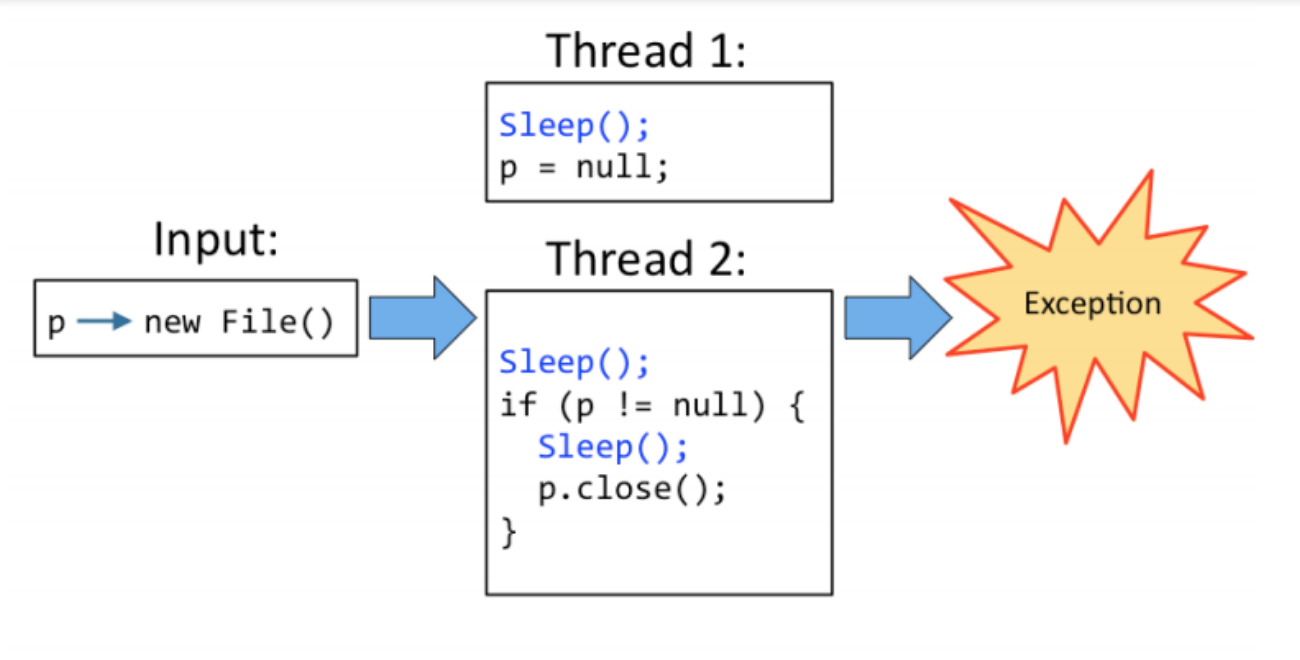 Thread 1:
Sleep();
p = null;
Input:
p → new File()
Thread 2:
Sleep();
if (p != null) {
  Sleep();
  p.close();
}
Exception